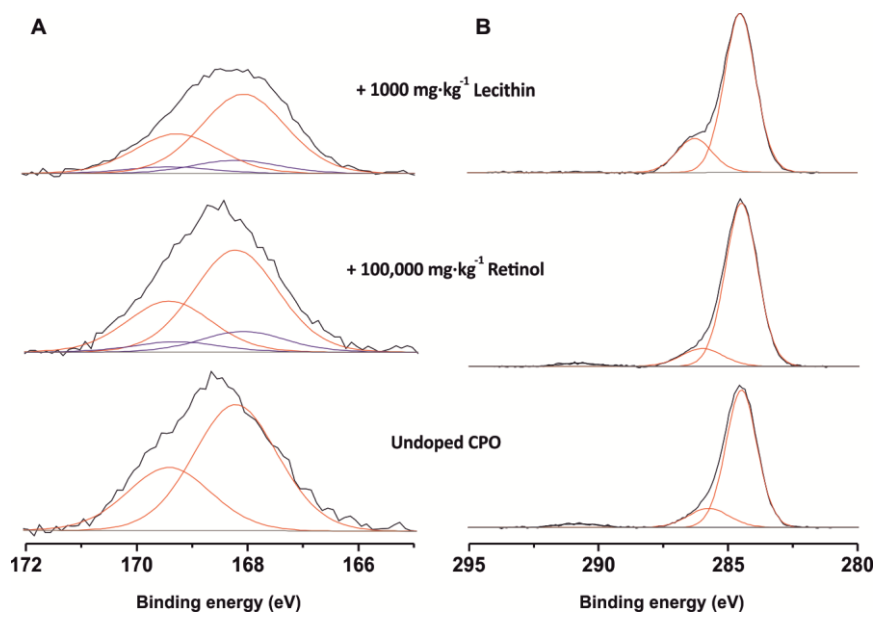 A
B
+ 1000 mg·kg⁻¹ Lecithin
+ 100,000 mg·kg⁻¹ Retinol
Undoped CPO
172 170 168 166
295 290 285 280
Binding energy (eV)
Binding energy (eV)